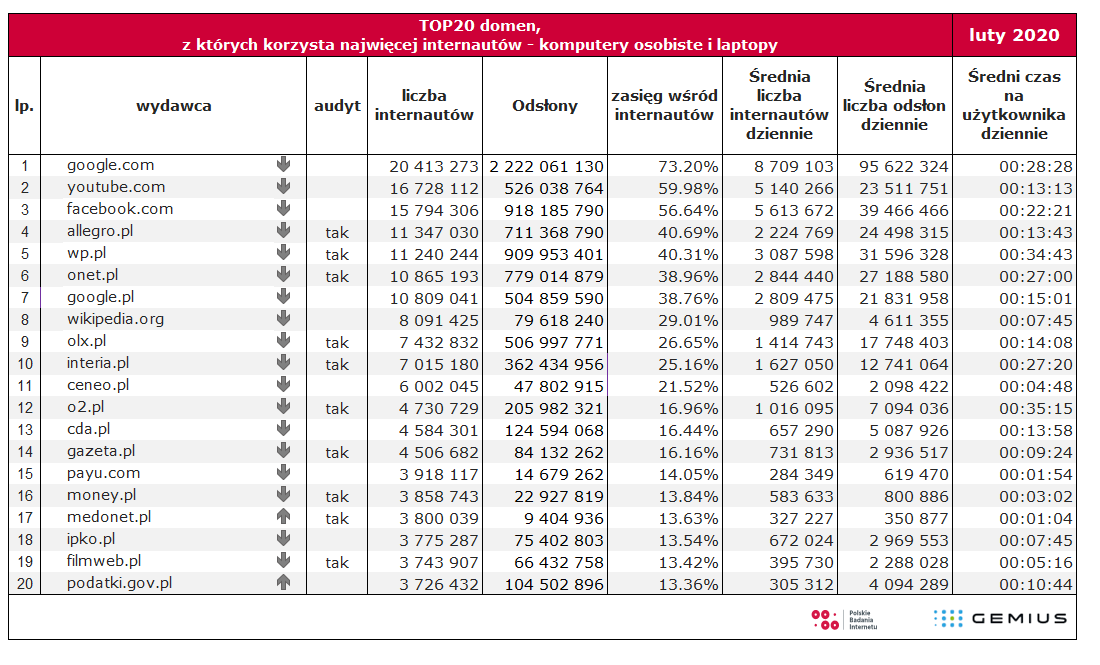 TOP20 domen,
z których korzysta najwięcej internautów - komputery osobiste i laptopy
luty 2020
lp. wydawca audyt liczba internautów Odsłony zasięg wśród internautów Średnia liczba internautów dziennie Średnia liczba odsłon dziennie Średni czas na użytkownika dziennie
1 google.com 20 413 273 2 222 061 130 73.20% 8 709 103 95 622 324 00:28:28
2 youtube.com 16 728 112 526 038 764 59.98% 5 140 266 23 511 751 00:13:13
3 facebook.com 15 794 306 918 185 790 56.64% 5 613 672 39 466 466 00:22:21
4 allegro.pl tak 11 347 030 711 368 790 40.69% 2 224 769 24 498 315 00:13:43
5 wp.pl tak 11 240 244 909 953 401 40.31% 3 087 598 31 596 328 00:34:43
6 onet.pl tak 10 865 193 779 014 879 38.96% 2 844 440 27 188 580 00:27:00
7 google.pl 10 809 041 504 859 590 38.76% 2 809 475 21 831 958 00:15:01
8 wikipedia.org 8 091 425 79 618 240 29.01% 989 747 4 611 355 00:07:45
9 olx.pl tak 7 432 832 506 997 771 26.65% 1 414 743 17 748 403 00:14:08
10 interia.pl tak 7 015 180 362 434 956 25.16% 1 627 050 12 741 064 00:27:20
11 ceneo.pl 6 002 045 47 802 915 21.52% 526 602 2 098 422 00:04:48
12 o2.pl tak 4 730 729 205 982 321 16.96% 1 016 095 7 094 036 00:35:15
13 cda.pl 4 584 301 124 594 068 16.44% 657 290 5 087 926 00:13:58
14 gazeta.pl tak 4 506 682 84 132 262 16.16% 731 813 2 936 517 00:09:24
15 payu.com 3 918 117 14 679 262 14.05% 284 349 619 470 00:01:54
16 money.pl tak 3 858 743 22 927 819 13.84% 583 633 800 886 00:03:02
17 medonet.pl tak 3 800 039 9 404 936 13.63% 327 227 350 877 00:01:04
18 ipko.pl 3 775 287 75 402 803 13.54% 672 024 2 969 553 00:07:45
19 filmweb.pl tak 3 743 907 66 432 758 13.42% 395 730 2 288 028 00:05:16
20 podatki.gov.pl 3 726 432 104 502 896 13.36% 305 312 4 094 289 00:10:44
Polskie
Badania
Internetu
GEMIUS